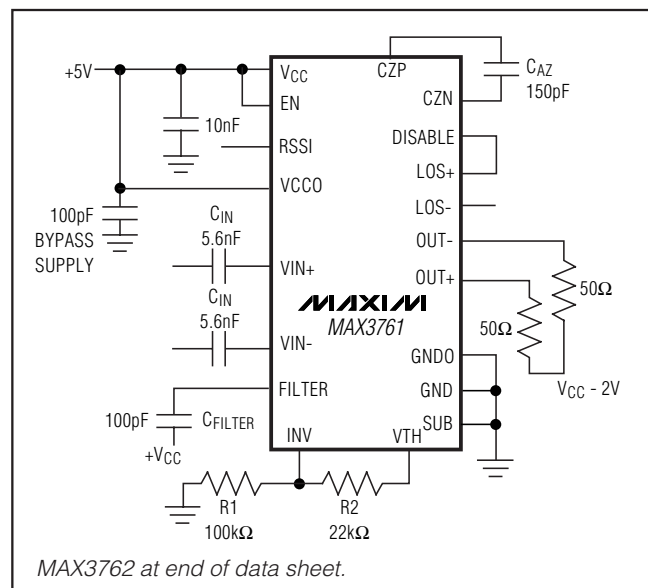 +5V
10nF
100pF
BYPASS
SUPPLY
CIN
5.6nF
CIN
5.6nF
100pF
CFILTER
+VCC
VCC
EN
RSSI
VCCO
VIN+
VIN-
FILTER
INV
VTH
CZP
CZN
DISABLE
LOS+
LOS-
OUT-
OUT+
GNDO
GND
SUB
MAXIM
MAX3761
CAZ
150pF
50Ω
50Ω
VCC - 2V
R1
100kΩ
R2
22kΩ
MAX3762 at end of data sheet.